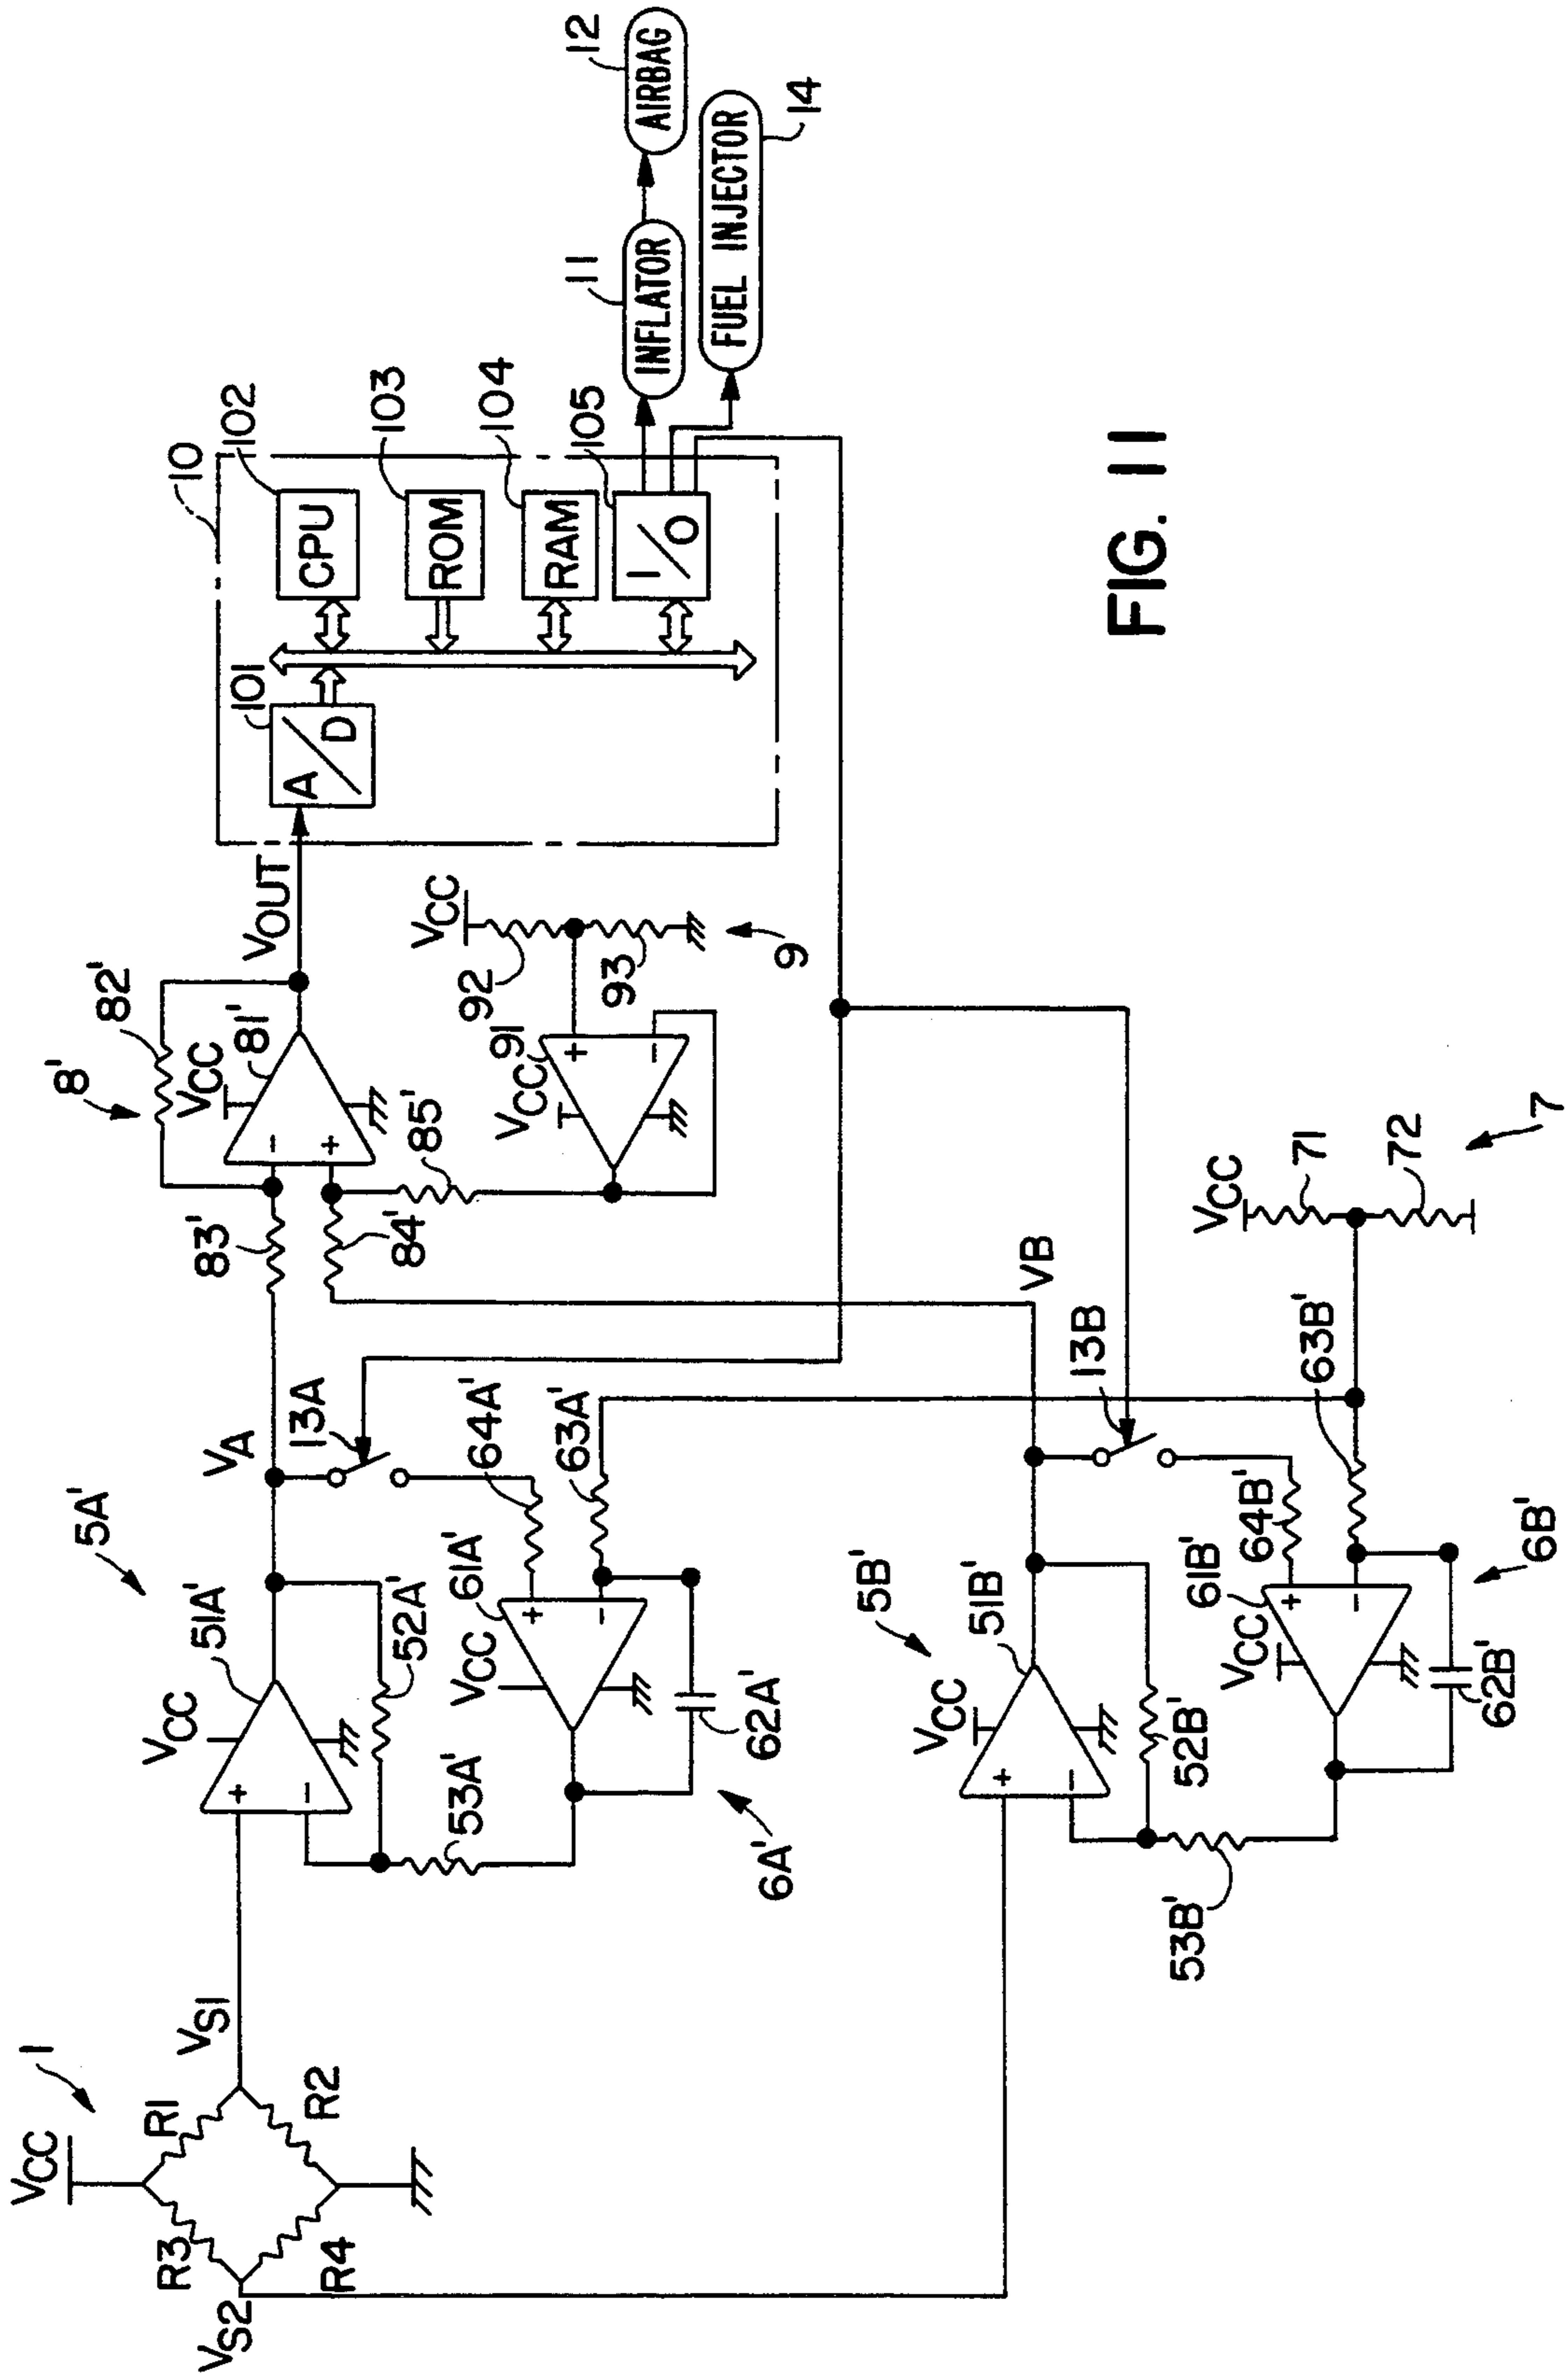 VCC
1
R1
R3
R2
R4
VS1
VS2
5A'
VCC
51A'
+
-
52A'
53A'
VA
13A
64A'
63A'
61A'
VCC
+
-
62A'
6A'
8'
82'
VCC
81'
-
+
83'
84'
85'
VOUT
VCC
92
93
9
91
VCC
+
-
10
101
A/D
102
CPU
103
ROM
104
RAM
105
I/O
11
INFLATOR
12
AIRBAG
FUEL INJECTOR
14
VB
5B'
VCC
51B'
+
-
52B'
53B'
13B
64B'
63B'
61B'
VCC
+
-
62B'
6B'
VCC
71
72
7
FIG. 11